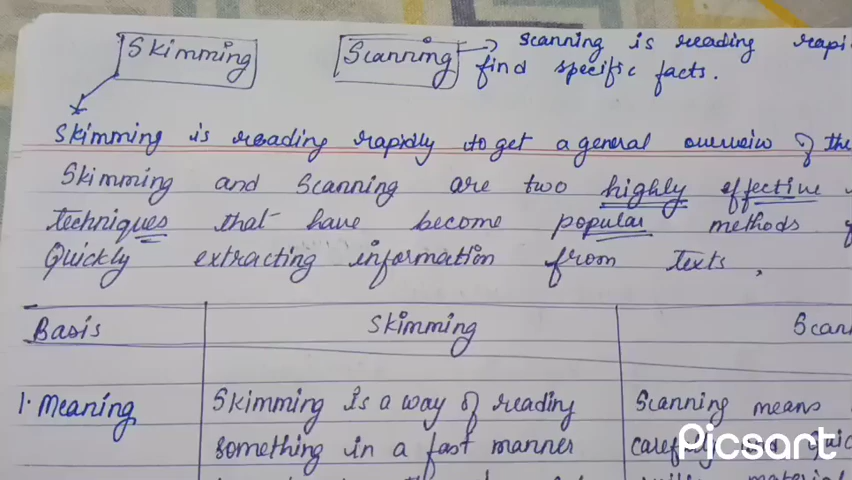 Skimming
Scanning
Scanning is reading
find specific facts.
Skimming is reading rapidly to get a general overview of the
Skimming and Scanning are two highly effective
techniques that have become popular methods
Quickly extracting information from texts,
Basis Skimming
1. Meaning Skimming is a way of reading Scanning means
something in a fast manner carefully and
Picsart